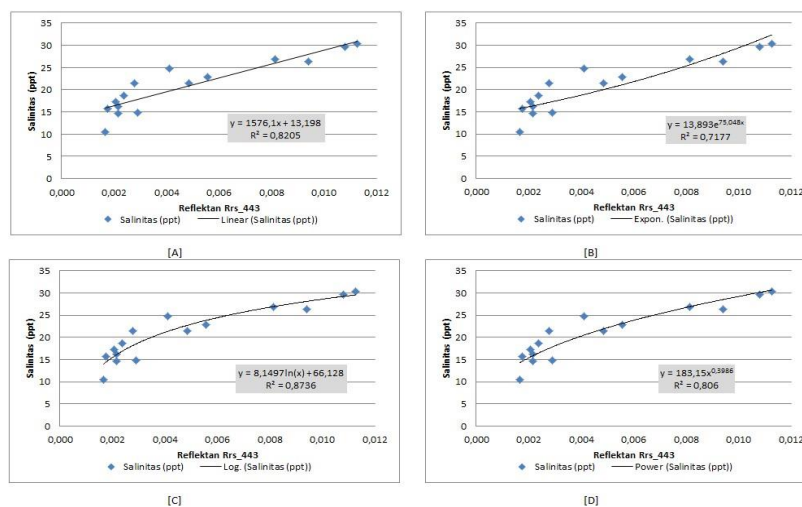 35
30
25
20
15
10
5
0
Salinitas (ppt)
y = 1576,1x + 13,198
R² = 0,8205
0,000 0,002 0,004 0,006 0,008 0,010 0,012
Reflektan Rrs_443
Salinitas (ppt) Linear (Salinitas (ppt))
[A]
35
30
25
20
15
10
5
0
Salinitas (ppt)
y = 13,893e^75,048x
R² = 0,7177
0,000 0,002 0,004 0,006 0,008 0,010 0,012
Reflektan Rrs_443
Salinitas (ppt) Expon. (Salinitas (ppt))
[B]
35
30
25
20
15
10
5
0
Salinitas (ppt)
y = 8,1497ln(x) + 66,128
R² = 0,8736
0,000 0,002 0,004 0,006 0,008 0,010 0,012
Reflektan Rrs_443
Salinitas (ppt) Log. (Salinitas (ppt))
[C]
35
30
25
20
15
10
5
0
Salinitas (ppt)
y = 183,15x^0,3986
R² = 0,806
0,000 0,002 0,004 0,006 0,008 0,010 0,012
Reflektan Rrs_443
Salinitas (ppt) Power (Salinitas (ppt))
[D]